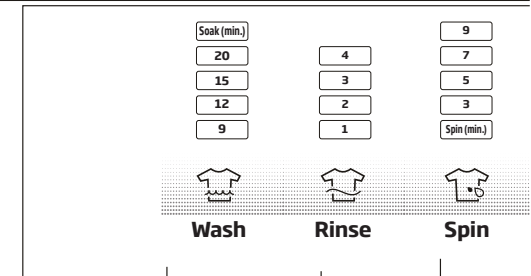 Soak (min.) 9
20 4 7
15 3 5
12 2 3
9 1 Spin (min.)
Wash Rinse Spin